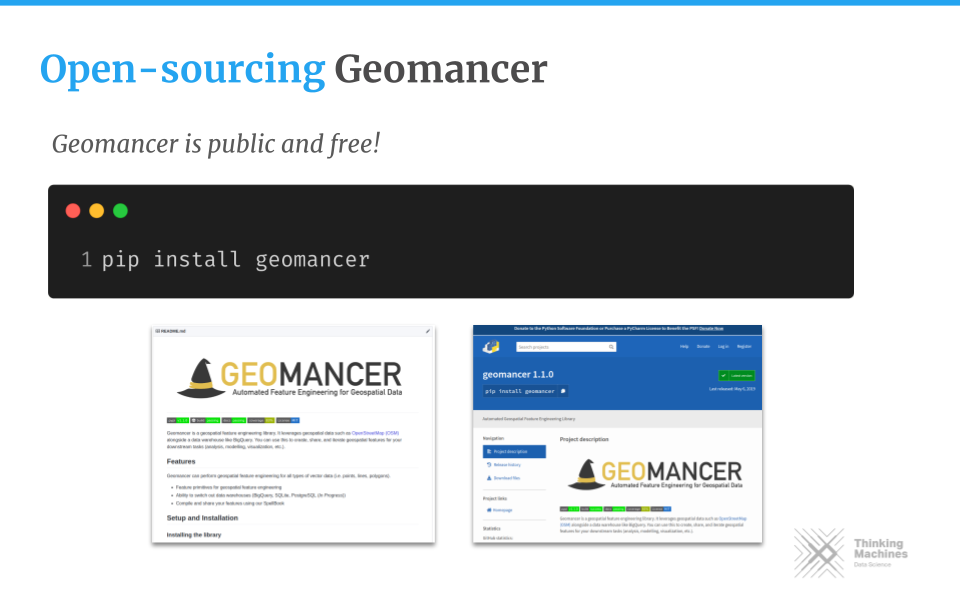 Open-sourcing Geomancer
Geomancer is public and free!
1 pip install geomancer
README.md
GEOMANCER
Automated Feature Engineering for Geospatial Data
Geomancer is a geospatial feature engineering library. It leverages geospatial data such as OpenStreetMap (OSM)
alongside a data warehouse like BigQuery. You can use this to create, share, and iterate geospatial features for your
downstream tasks (analysis, modelling, visualization, etc.).
Features
Geomancer can perform geospatial feature engineering for all types of vector data (i.e. points, lines, polygons).
• Feature primitives for geospatial feature engineering
• Ability to switch out data warehouses (BigQuery, SQLite, PostgreSQL (In Progress))
• Compile and share your features using our SpellBook
Setup and Installation
Installing the library
Donate to the Python Software Foundation or Purchase a PyCharm License to Benefit the PSF! Donate Now
Search projects
Help Donate Log in Register
geomancer 1.1.0
pip install geomancer
Latest version
Last released: May 6, 2019
Automated Geospatial Feature Engineering Library
Navigation
Project description
Release history
Download files
Project links
Homepage
Statistics
GitHub statistics:
Project description
GEOMANCER
Automated Feature Engineering for Geospatial Data
Geomancer is a geospatial feature engineering library. It leverages geospatial data such as OpenStreetMap
(OSM) alongside a data warehouse like BigQuery. You can use this to create, share, and iterate geospatial
features for your downstream tasks (analysis, modelling, visualization, etc.).
Thinking
Machines
Data Science